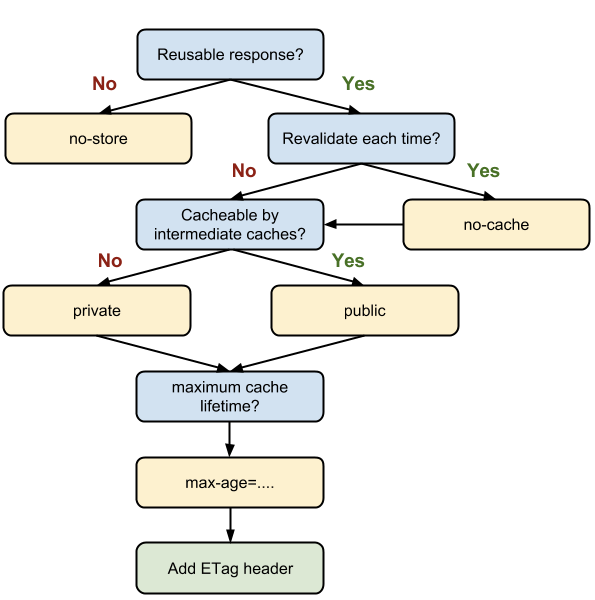 Reusable response?
No
Yes
no-store
Revalidate each time?
No
Yes
Cacheable by
intermediate caches?
no-cache
No
Yes
private
public
maximum cache
lifetime?
max-age=....
Add ETag header